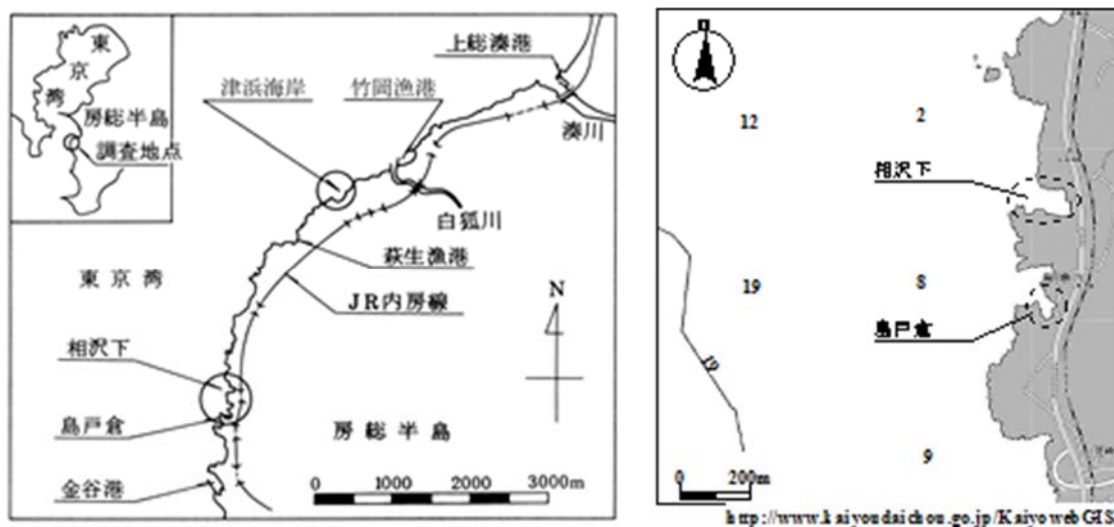 東
京
湾
房総半島
調査地点
上総湊港
津浜海岸
竹岡漁港
湊川
白狐川
萩生漁港
東京湾
JR内房線
N
相沢下
島戸倉
房総半島
金谷港
0 1000 2000 3000m
12
2
相沢下
19
8
島戸倉
19
9
0 200m
http://www.kaiyoudaichou.go.jp/KaiyowebGIS